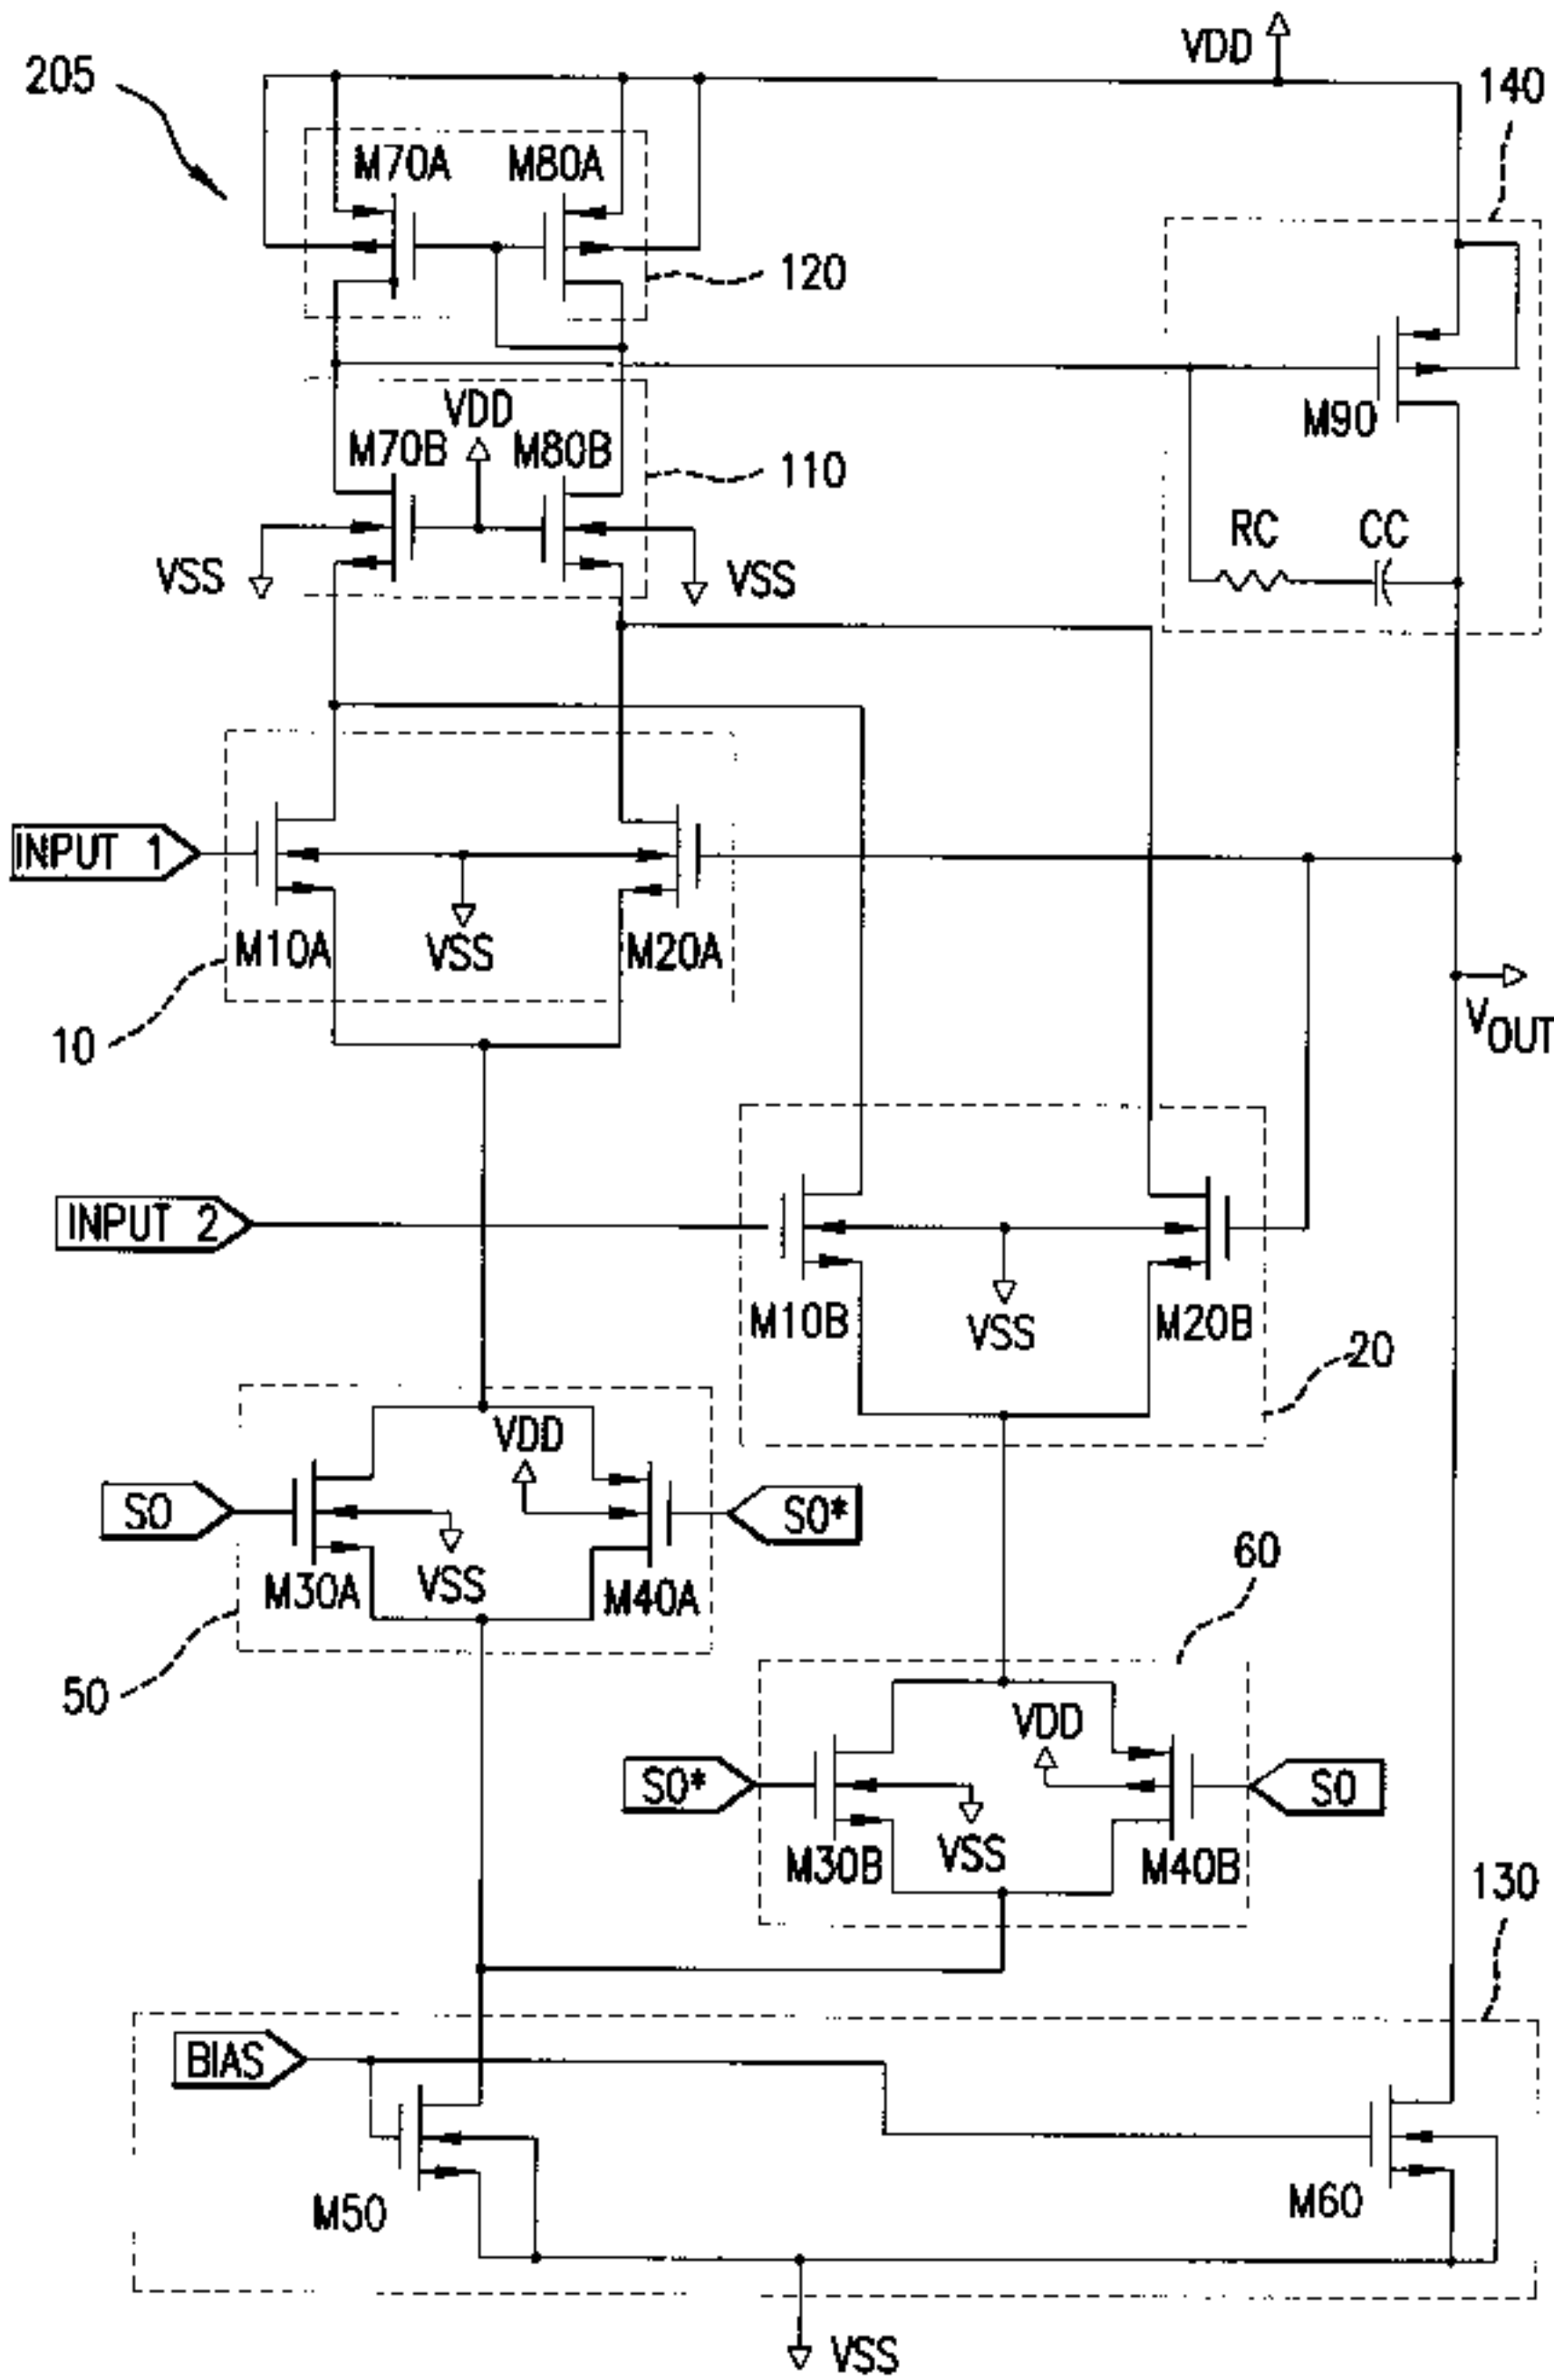 VDD
205
140
M70A M80A
120
M90
VDD
M70B M80B
110
RC CC
VSS VSS
INPUT 1
M10A VSS M20A
10
VOUT
INPUT 2
M10B VSS M20B
20
VDD
S0 S0*
M30A VSS M40A
60
50
VDD
S0* S0
M30B VSS M40B
130
BIAS
M50 M60
VSS